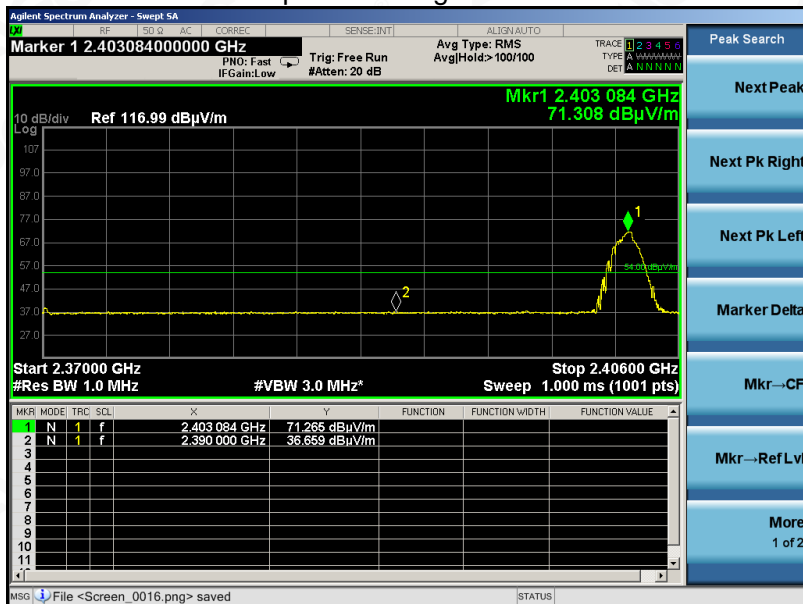 Agilent Spectrum Analyzer - Swept SA
LXI RF 50 Ω AC CORREC SENSE:INT ALIGN AUTO
Marker 1 2.403084000000 GHz
PNO: Fast
IFGain:Low
Trig: Free Run
#Atten: 20 dB
Avg Type: RMS
Avg|Hold:>100/100
TRACE 1 2 3 4 5 6
TYPE A
DET A N N N N N
Mkr1 2.403 084 GHz
71.308 dBµV/m
10 dB/div Ref 116.99 dBµV/m
Log
107
97.0
87.0
77.0
67.0
57.0
47.0
37.0
27.0
1
54.00 dBµV/m
2
Start 2.37000 GHz Stop 2.40600 GHz
#Res BW 1.0 MHz #VBW 3.0 MHz* Sweep 1.000 ms (1001 pts)
MKR MODE TRC SCL X Y FUNCTION FUNCTION WIDTH FUNCTION VALUE
1 N 1 f 2.403 084 GHz 71.265 dBµV/m
2 N 1 f 2.390 000 GHz 36.659 dBµV/m
3
4
5
6
7
8
9
10
11
MSG File <Screen_0016.png> saved STATUS
Peak Search
Next Peak
Next Pk Right
Next Pk Left
Marker Delta
Mkr→CF
Mkr→Ref Lvl
More
1 of 2